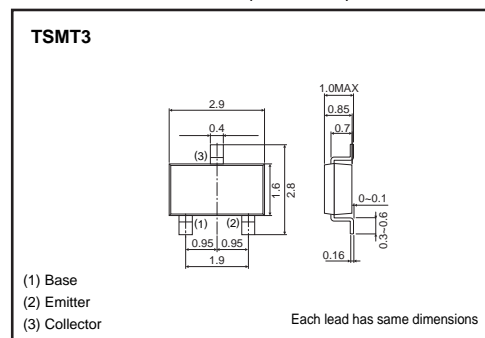 TSMT3
1.0MAX
2.9
0.85
0.4
0.7
(3)
1.6
2.8
0~0.1
(1)
(2)
0.3~0.6
0.95
0.95
0.16
1.9
(1) Base
(2) Emitter
(3) Collector
Each lead has same dimensions